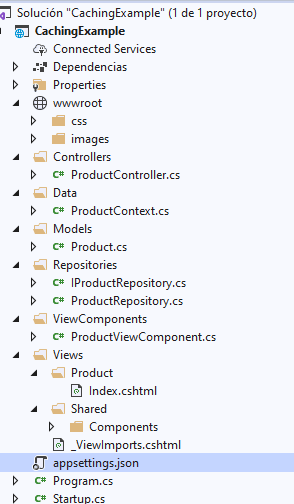 Solución "CachingExample" (1 de 1 proyecto)
CachingExample
Connected Services
Dependencias
Properties
wwwroot
css
images
Controllers
C# ProductController.cs
Data
C# ProductContext.cs
Models
C# Product.cs
Repositories
C# IProductRepository.cs
C# ProductRepository.cs
ViewComponents
C# ProductViewComponent.cs
Views
Product
Index.cshtml
Shared
Components
_ViewImports.cshtml
appsettings.json
C# Program.cs
C# Startup.cs